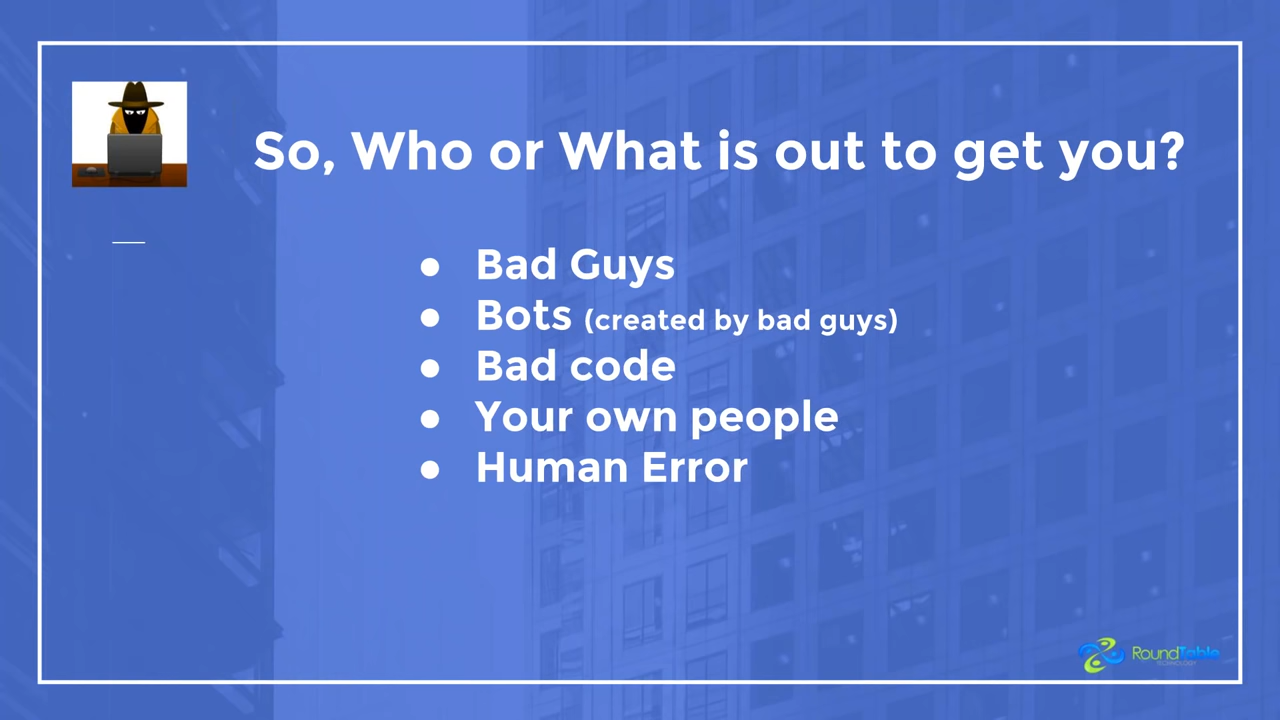 So, Who or What is out to get you?
● Bad Guys
● Bots (created by bad guys)
● Bad code
● Your own people
● Human Error
RoundTable
TECHNOLOGY